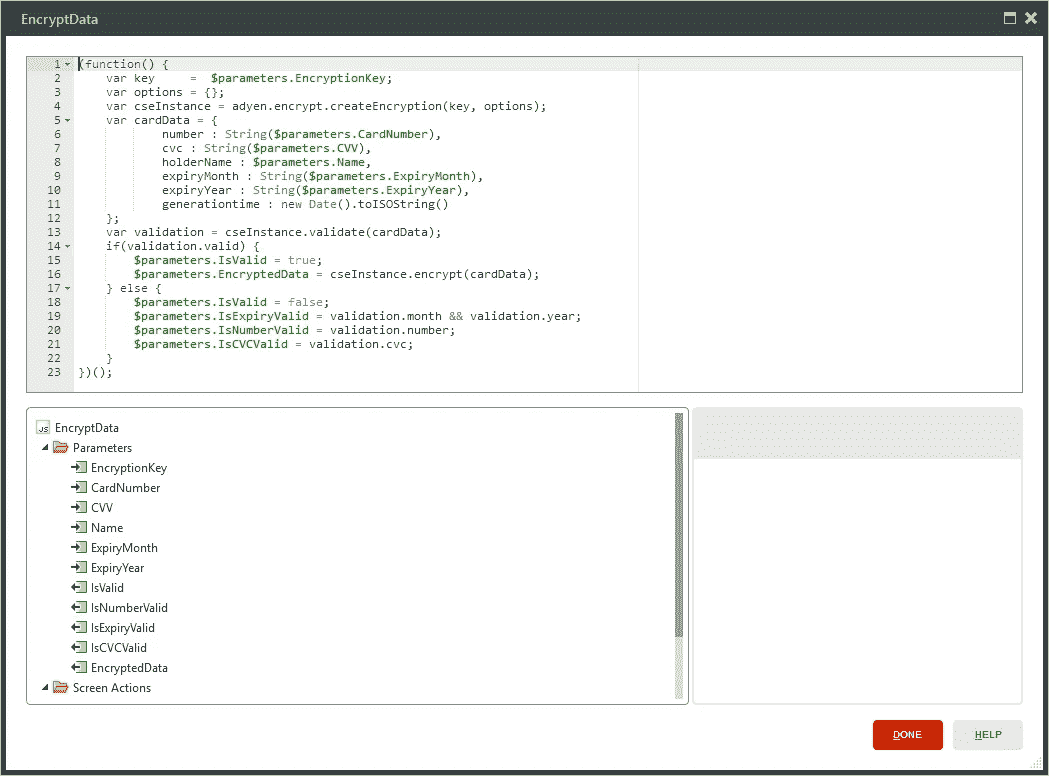 EncryptData
1 (function() {
2 var key     =  $parameters.EncryptionKey;
3 var options = {};
4 var cseInstance = adyen.encrypt.createEncryption(key, options);
5 var cardData = {
6 number : String($parameters.CardNumber),
7 cvc : String($parameters.CVV),
8 holderName : $parameters.Name,
9 expiryMonth : String($parameters.ExpiryMonth),
10 expiryYear : String($parameters.ExpiryYear),
11 generationtime : new Date().toISOString()
12 };
13 var validation = cseInstance.validate(cardData);
14 if(validation.valid) {
15 $parameters.IsValid = true;
16 $parameters.EncryptedData = cseInstance.encrypt(cardData);
17 } else {
18 $parameters.IsValid = false;
19 $parameters.IsExpiryValid = validation.month && validation.year;
20 $parameters.IsNumberValid = validation.number;
21 $parameters.IsCVCValid = validation.cvc;
22 }
23 })();
JS EncryptData
Parameters
EncryptionKey
CardNumber
CVV
Name
ExpiryMonth
ExpiryYear
IsValid
IsNumberValid
IsExpiryValid
IsCVCValid
EncryptedData
Screen Actions
DONE HELP